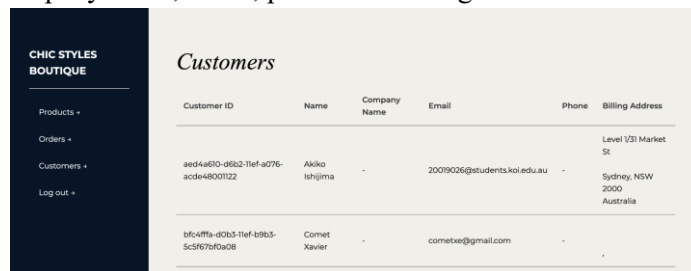 CHIC STYLES
BOUTIQUE
Products →
Orders →
Customers →
Log out →
Customers
Customer ID Name Company Name Email Phone Billing Address
aed4a610-d6b2-11ef-a076-
acde48001122
Akiko
Ishijima
-
20019026@students.koi.edu.au
-
Level 1/31 Market
St
Sydney, NSW
2000
Australia
bfc4fffa-d0b3-11ef-b9b3-
5c5f67bf0a08
Comet
Xavier
-
cometxe@gmail.com
-
,